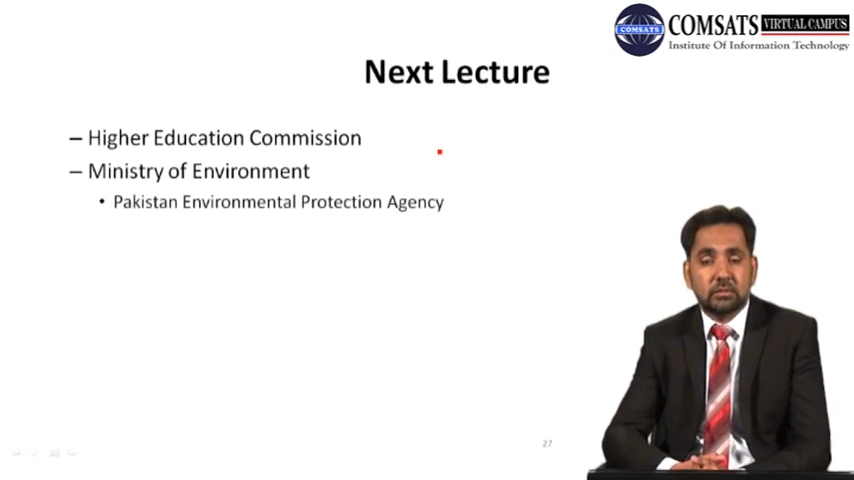 COMSATS
COMSATS VIRTUAL CAMPUS
Institute Of Information Technology
Next Lecture
– Higher Education Commission
– Ministry of Environment
• Pakistan Environmental Protection Agency
27